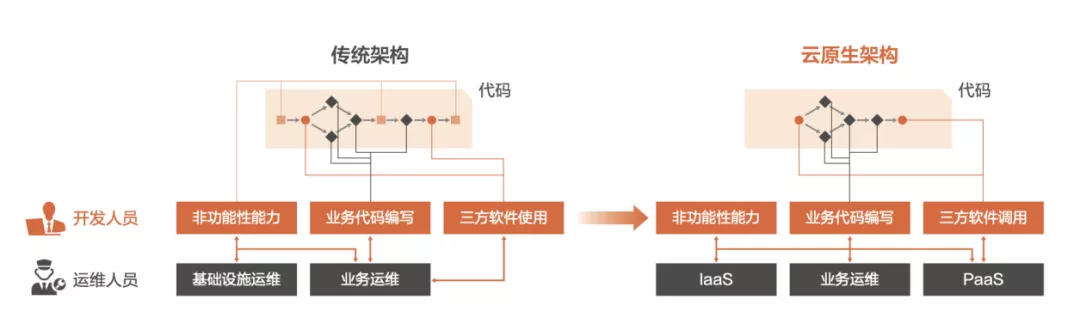 传统架构
云原生架构
代码
代码
开发人员
非功能性能力
业务代码编写
三方软件使用
非功能性能力
业务代码编写
三方软件调用
运维人员
基础设施运维
业务运维
IaaS
业务运维
PaaS